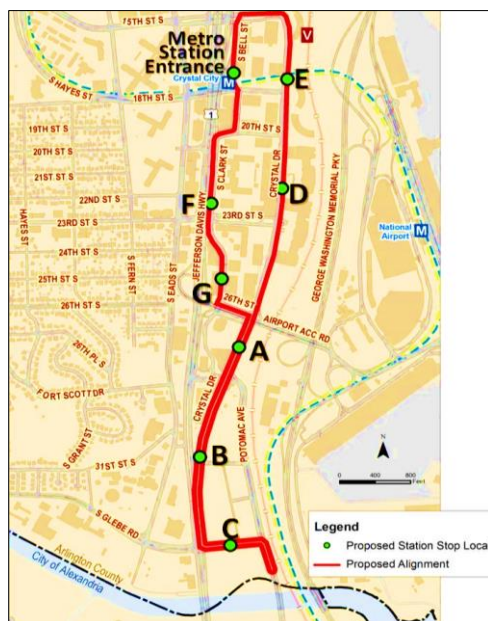 15TH ST S
Metro
Station
Entrance
Crystal City
M
S BELL ST
V
E
S HAYES ST
18TH ST S
1
20TH ST S
19TH ST S
20TH ST S
21ST ST S
22ND ST S
23RD ST S
24TH ST S
25TH ST S
26TH ST S
HAYES ST
S FERN ST
S EADS ST
JEFFERSON DAVIS HWY
S CLARK ST
CRYSTAL DR
D
F
23RD ST S
GEORGE WASHINGTON MEMORIAL PKY
National
Airport
M
G
26TH ST
AIRPORT ACC RD
26TH PL S
A
FORT SCOTT DR
CRYSTAL DR
POTOMAC AVE
S GRANT ST
31ST ST S
B
N
0
400
800
Feet
S GLEBE RD
C
Arlington County
City of Alexandria
Legend
Proposed Station Stop Loca
Proposed Alignment